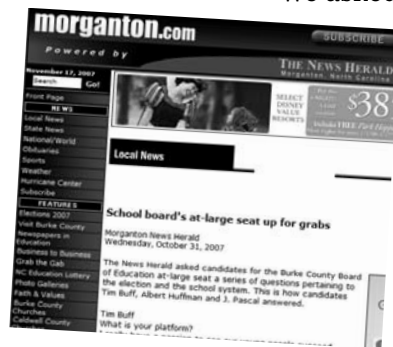 morganton.com
SUBSCRIBE
Powered by
THE NEWS HERALD
Morganton, North Carolina
November 17, 2007
Search
Go!
SELECT
DISNEY
VALUE
RESORTS
$38
Front Page
NEWS
Local News
State News
National/World
Obituaries
Sports
Weather
Hurricane Center
Subscribe
FEATURES
Elections 2007
Visit Burke County
Newspapers in
Education
Business to Business
Grab the Gab
NC Education Lottery
Photo Galleries
Faith & Values
Burke County
Churches
Caldwell County
Local News
School board's at-large seat up for grabs
Morganton News Herald
Wednesday, October 31, 2007
The News Herald asked candidates for the Burke County Board
of Education at-large seat a series of questions pertaining to
the election and the school system. This is how candidates
Tim Buff, Albert Huffman and J. Pascal answered.
Tim Buff
What is your platform?